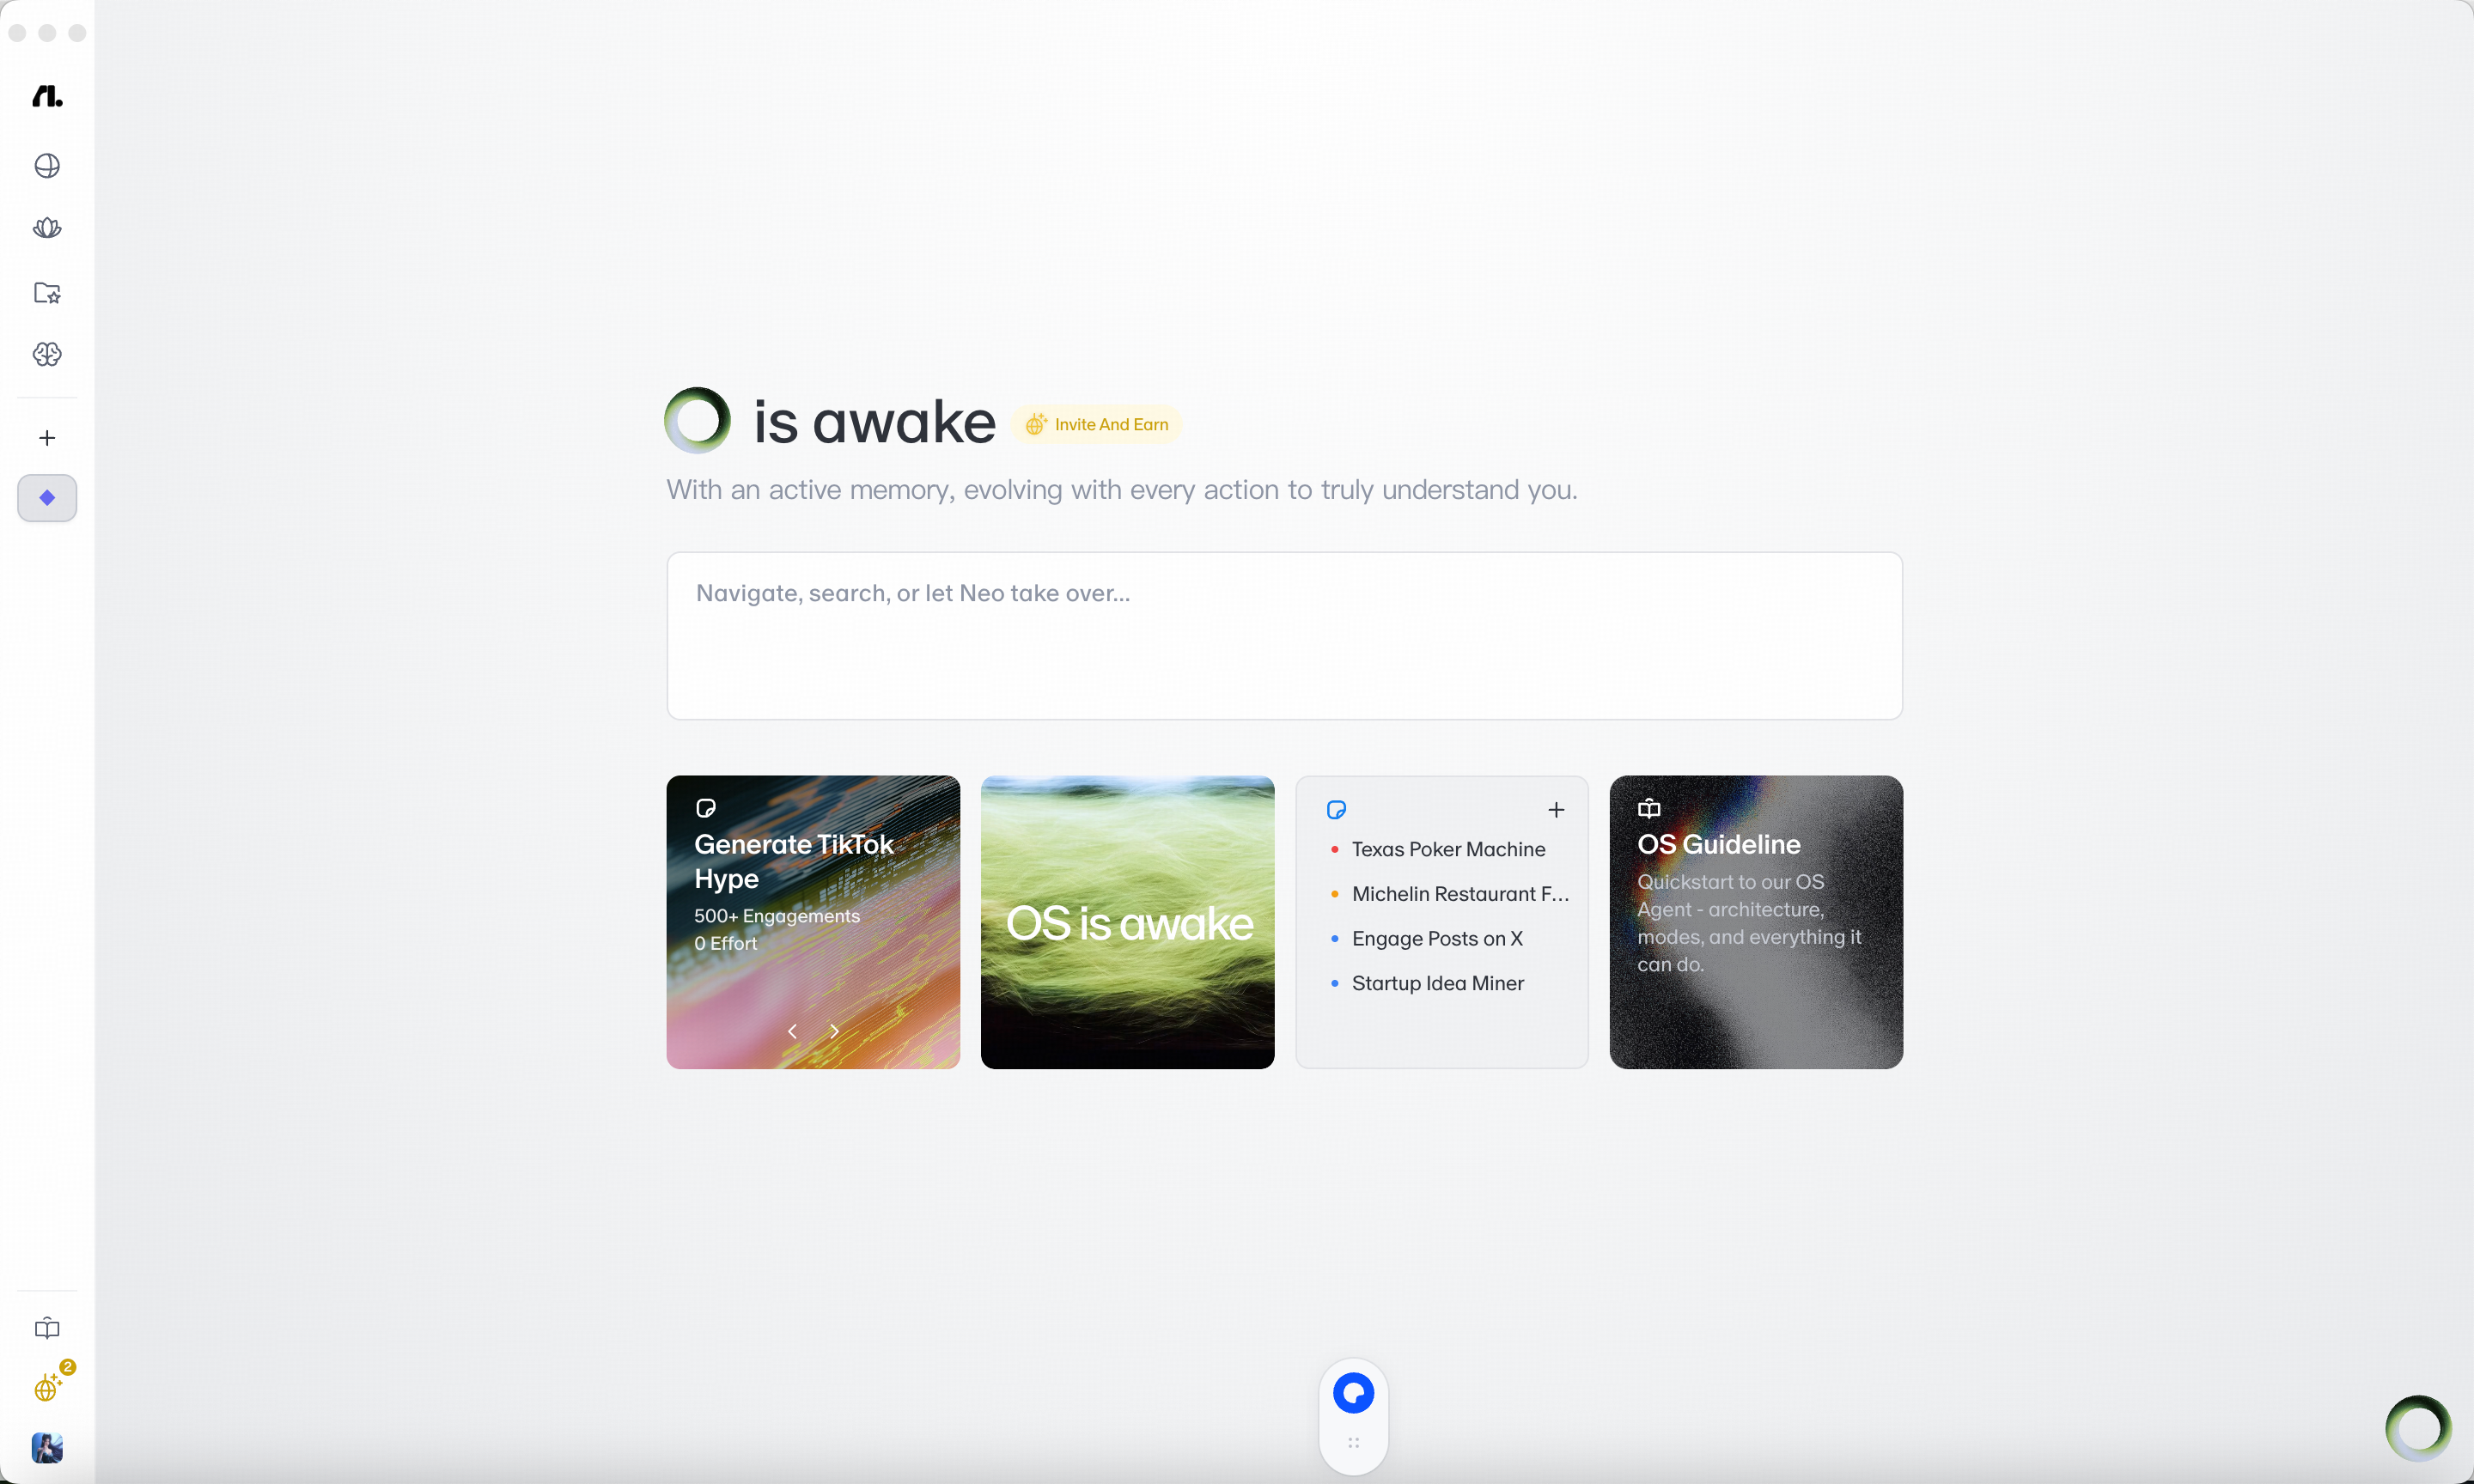 is awake
Invite And Earn
With an active memory, evolving with every action to truly understand you.
Navigate, search, or let Neo take over...
Generate TikTok
Hype
500+ Engagements
0 Effort
OS is awake
Texas Poker Machine
Michelin Restaurant F...
Engage Posts on X
Startup Idea Miner
OS Guideline
Quickstart to our OS
Agent - architecture,
modes, and everything it
can do.
2